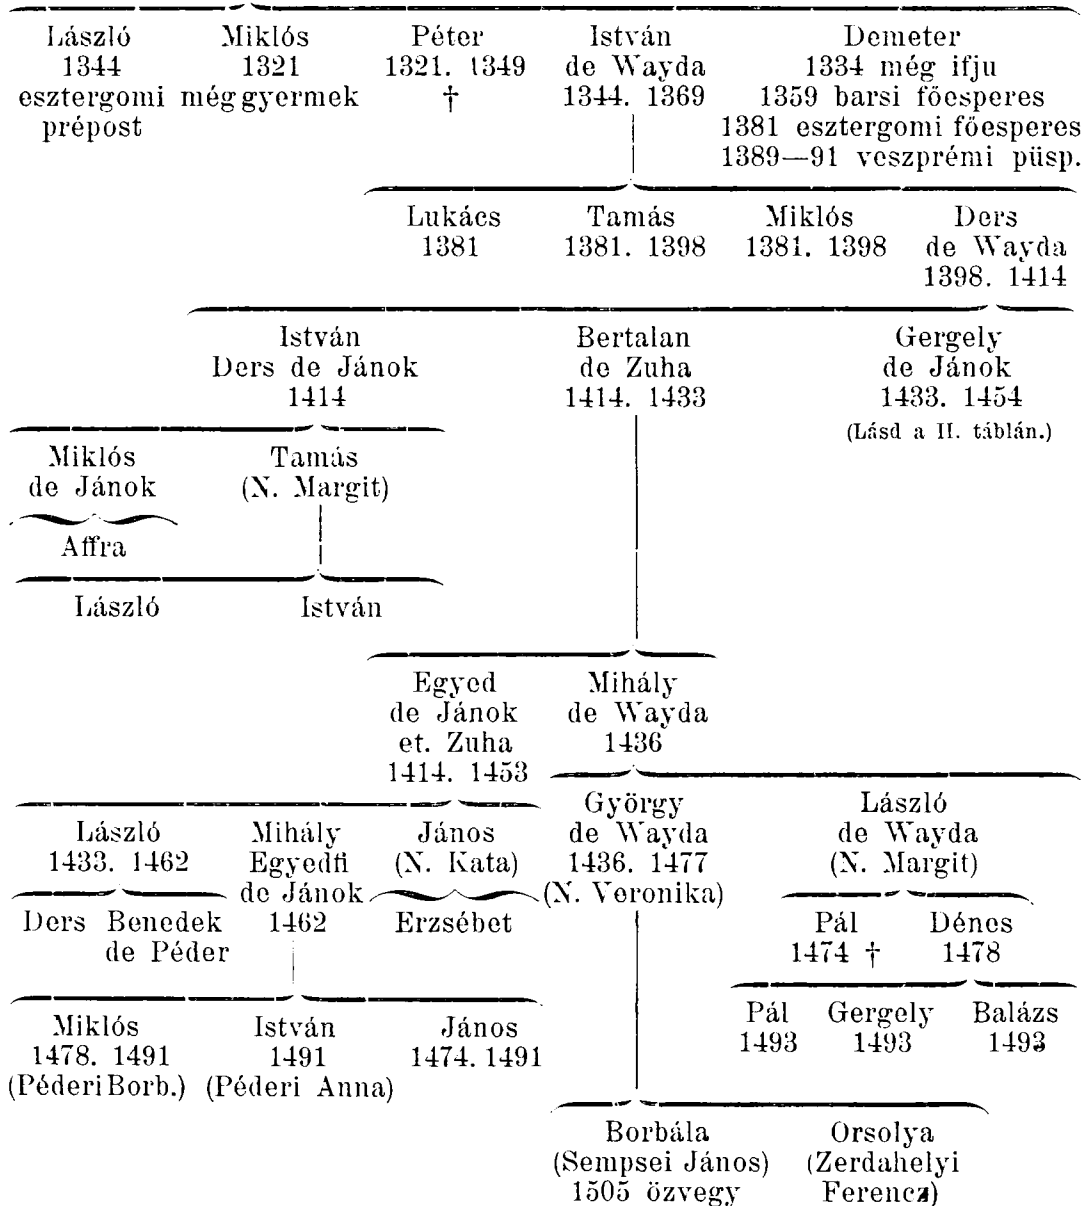 László
1344
esztergomi
prépost
Miklós
1321
még gyermek
Péter
1321. 1349
†
István
de Wayda
1344. 1369
Demeter
1334 még ifju
1359 barsi főesperes
1381 esztergomi főesperes
1389—91 veszprémi püsp.
Lukács
1381
Tamás
1381. 1398
Miklós
1381. 1398
Ders
de Wayda
1398. 1414
István
Ders de Jánok
1414
Bertalan
de Zuha
1414. 1433
Gergely
de Jánok
1433. 1454
(Lásd a II. táblán.)
Miklós
de Jánok
Tamás
(N. Margit)
Affra
László
István
Egyed
de Jánok
et. Zuha
1414. 1453
Mihály
de Wayda
1436
László
1433. 1462
Mihály
Egyedfi
de Jánok
1462
János
(N. Kata)
György
de Wayda
1436. 1477
(N. Veronika)
László
de Wayda
(N. Margit)
Ders
Benedek
de Péder
Erzsébet
Pál
1474 †
Dénes
1478
Miklós
1478. 1491
(Péderi Borb.)
István
1491
(Péderi Anna)
János
1474. 1491
Pál
1493
Gergely
1493
Balázs
1493
Borbála
(Sempsei János)
1505 özvegy
Orsolya
(Zerdahelyi
Ferencz)